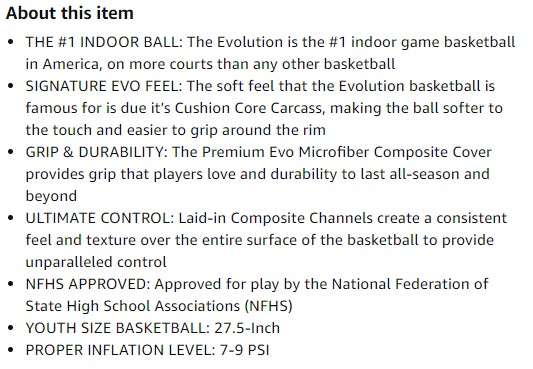 About this item
• THE #1 INDOOR BALL: The Evolution is the #1 indoor game basketball
in America, on more courts than any other basketball
• SIGNATURE EVO FEEL: The soft feel that the Evolution basketball is
famous for is due it's Cushion Core Carcass, making the ball softer to
the touch and easier to grip around the rim
• GRIP & DURABILITY: The Premium Evo Microfiber Composite Cover
provides grip that players love and durability to last all-season and
beyond
• ULTIMATE CONTROL: Laid-in Composite Channels create a consistent
feel and texture over the entire surface of the basketball to provide
unparalleled control
• NFHS APPROVED: Approved for play by the National Federation of
State High School Associations (NFHS)
• YOUTH SIZE BASKETBALL: 27.5-Inch
• PROPER INFLATION LEVEL: 7-9 PSI